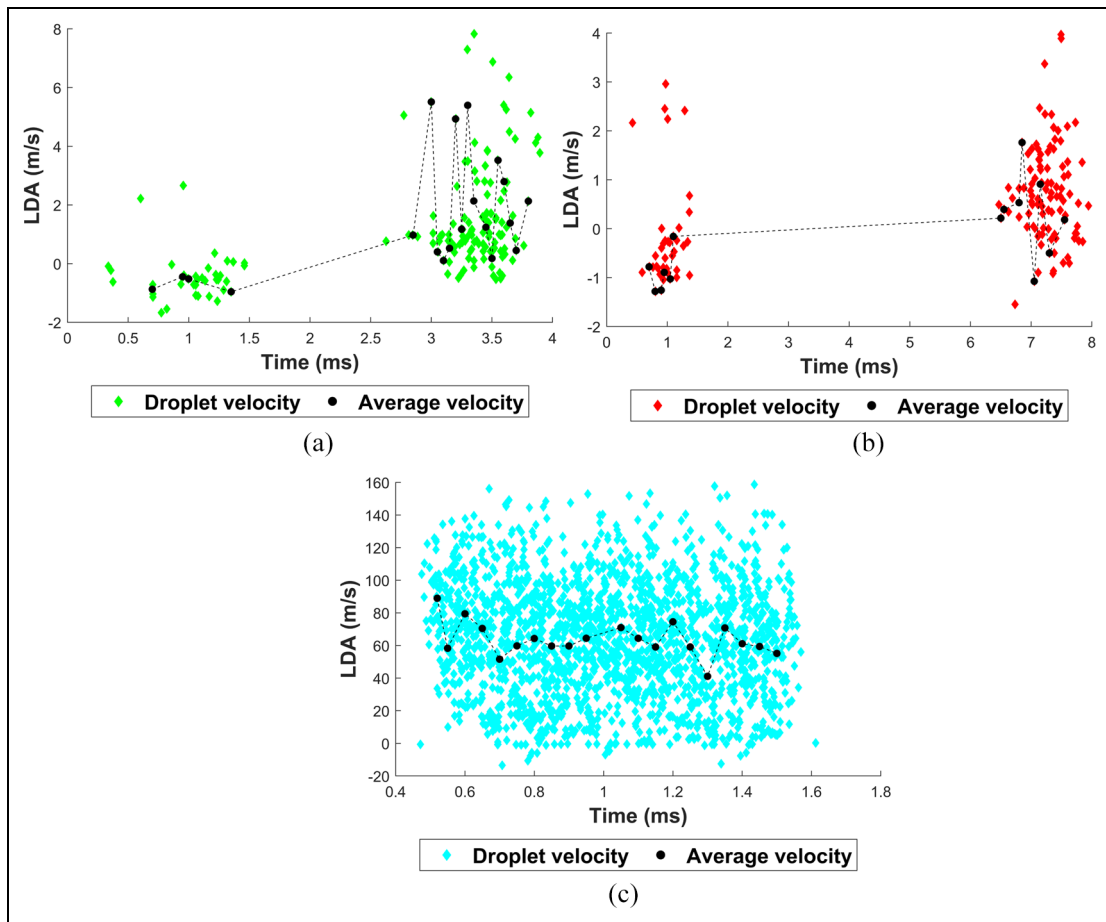 8
6
4
2
0
-2
LDA (m/s)
0 0.5 1 1.5 2 2.5 3 3.5 4
Time (ms)
Droplet velocity Average velocity
(a)
4
3
2
1
0
-1
-2
LDA (m/s)
0 1 2 3 4 5 6 7 8
Time (ms)
Droplet velocity Average velocity
(b)
160
140
120
100
80
60
40
20
0
-20
LDA (m/s)
0.4 0.6 0.8 1 1.2 1.4 1.6 1.8
Time (ms)
Droplet velocity Average velocity
(c)